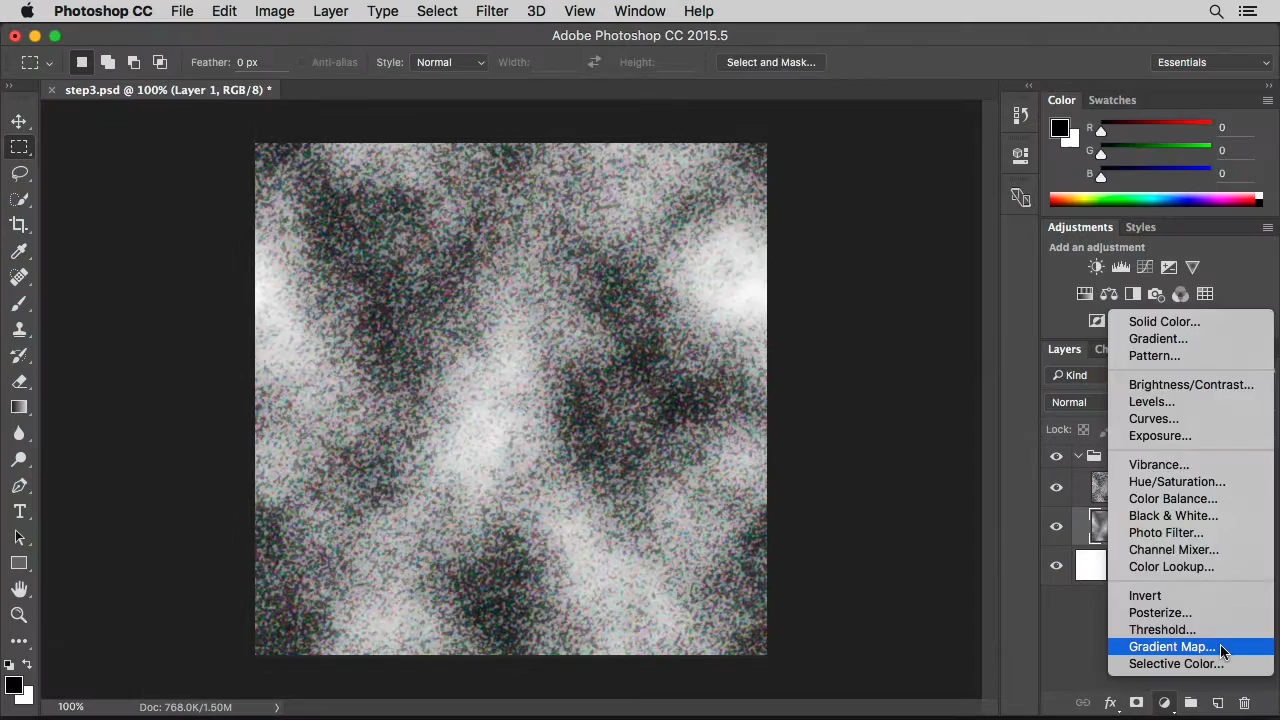 Photoshop CC File Edit Image Layer Type Select Filter 3D View Window Help
Adobe Photoshop CC 2015.5
Feather: 0 px Anti-alias Style: Normal Width: Height: Select and Mask... Essentials
step3.psd @ 100% (Layer 1, RGB/8) *
Color Swatches
R 0
G 0
B 0
Adjustments Styles
Add an adjustment
Solid Color...
Gradient...
Pattern...
Brightness/Contrast...
Levels...
Curves...
Exposure...
Vibrance...
Hue/Saturation...
Color Balance...
Black & White...
Photo Filter...
Channel Mixer...
Color Lookup...
Invert
Posterize...
Threshold...
Gradient Map...
Selective Color...
Layers
Kind
Normal
Lock:
fx
100% Doc: 768.0K/1.50M